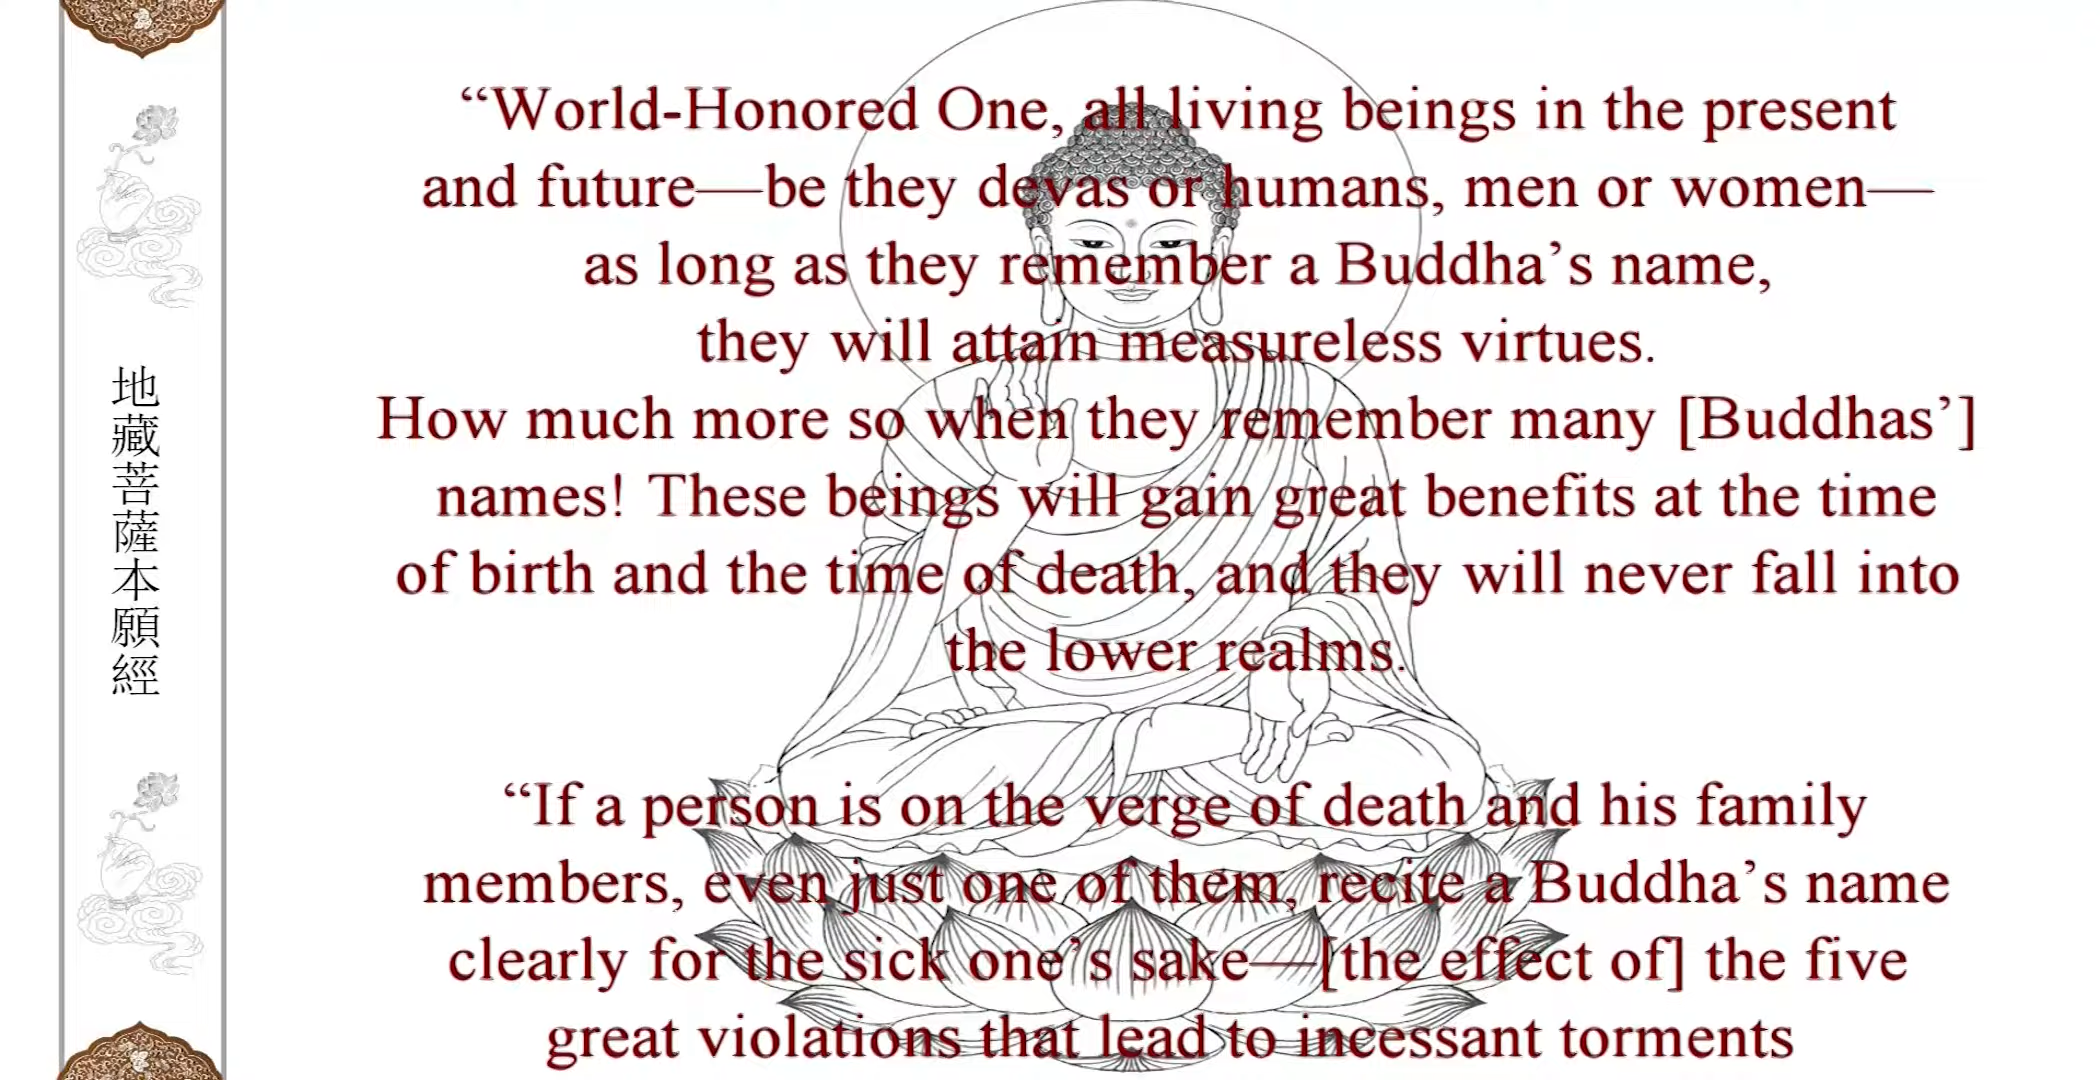 地藏菩薩本願經
“World-Honored One, all living beings in the present
and future—be they devas or humans, men or women—
as long as they remember a Buddha’s name,
they will attain measureless virtues.
How much more so when they remember many [Buddhas’]
names! These beings will gain great benefits at the time
of birth and the time of death, and they will never fall into
the lower realms.
“If a person is on the verge of death and his family
members, even just one of them, recite a Buddha’s name
clearly for the sick one’s sake—[the effect of] the five
great violations that lead to incessant torments